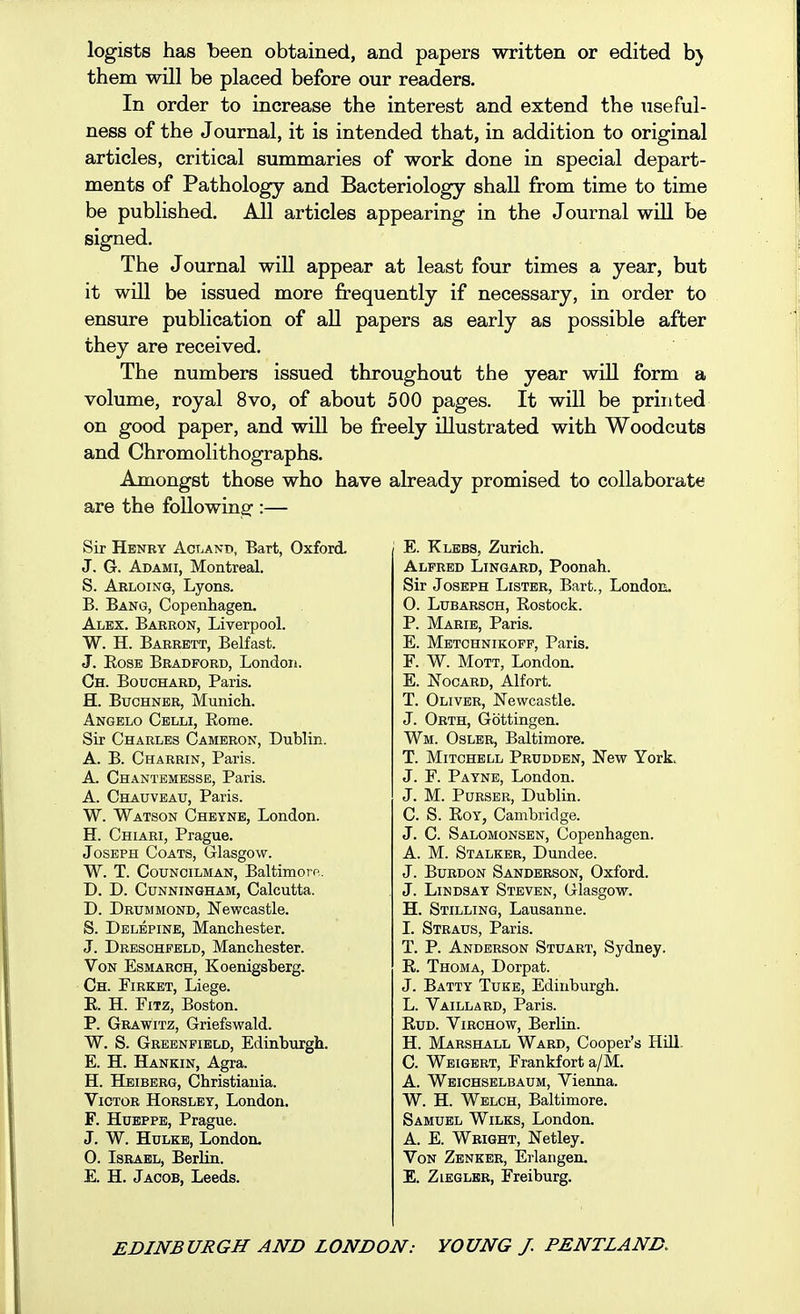 logists has been obtained, and papers written or edited by
them will be placed before our readers.
In order to increase the interest and extend the useful-
ness of the Journal, it is intended that, in addition to original
articles, critical summaries of work done in special depart-
ments of Pathology and Bacteriology shall from time to time
be published. All articles appearing in the Journal will be
signed.
The Journal will appear at least four times a year, but
it will be issued more frequently if necessary, in order to
ensure publication of all papers as early as possible after
they are received.
The numbers issued throughout the year will form a
volume, royal 8vo, of about 500 pages. It will be printed
on good paper, and will be freely illustrated with Woodcuts
and Chromolithographs.
Amongst those who have already promised to collaborate
are the following :—
Sir Henry Acland, Bart, Oxford.
J. G. Adami, Montreal.
S. Arloing, Lyons.
B. Bang, Copenhagen.
Alex. Barron, Liverpool.
W. H. Barrett, Belfast.
J. Rose Bradford, London.
Ch. Bouchard, Paris.
H. Buchner, Munich.
Angelo Celli, Rome.
Sir Charles Cameron, Dublin.
A. B. Charrin, Paris.
A. Chantemesse, Paris.
A. Chauveau, Paris.
W. Watson Cheyne, London.
H. Chiari, Prague.
Joseph Coats, Glasgow.
W. T. Councilman, Baltimore.
D. D. Cunningham, Calcutta.
D. Drummond, Newcastle.
S. Delépine, Manchester.
J. Dreschfeld, Manchester.
Von Esmarch, Koenigsberg.
Ch. Firket, Liege.
R. H. Fitz, Boston.
P. Grawitz, Griefswald.
W. S. Greenfield, Edinburgh.
E. H. Hankin, Agra.
H. Heiberg, Christiania.
Victor Horsley, London.
F. Hueppe, Prague.
J. W. Hulke, London.
O. Israel, Berlin.
E. H. Jacob, Leeds.
E. Klebs, Zurich.
Alfred Lingard, Poonah.
Sir Joseph Lister, Bart., London.
O. Lubarsch, Rostock.
P. Marie, Paris.
E. Metchnikoff, Paris.
F. W. Mott, London.
E. Nocard, Alfort.
T. Oliver, Newcastle.
J. Orth, Göttingen.
Wm. Osler, Baltimore.
T. Mitchell Prudden, New York.
J. F. Payne, London.
J. M. Purser, Dublin.
C. S. Roy, Cambridge.
J. C. Salomonsen, Copenhagen.
A. M. Stalker, Dundee.
J. Burdon Sanderson, Oxford.
J. Lindsay Steven, Glasgow.
H. Stilling, Lausanne.
I. Straus, Paris.
T. P. Anderson Stuart, Sydney.
R. Thoma, Dorpat.
J. Batty Tuke, Edinburgh.
L. Vaillard, Paris.
Rud. Virchow, Berlin.
H. Marshall Ward, Cooper's Hill.
C. Weigert, Frankfort a/M.
A. Weichselbaum, Vienna.
W. H. Welch, Baltimore.
Samuel Wilks, London.
A. E. Wright, Netley.
Von Zenker, Erlangen.
E. Ziegler, Freiburg.
EDINBURGH AND LONDON: YOUNG J. PENTLAND.